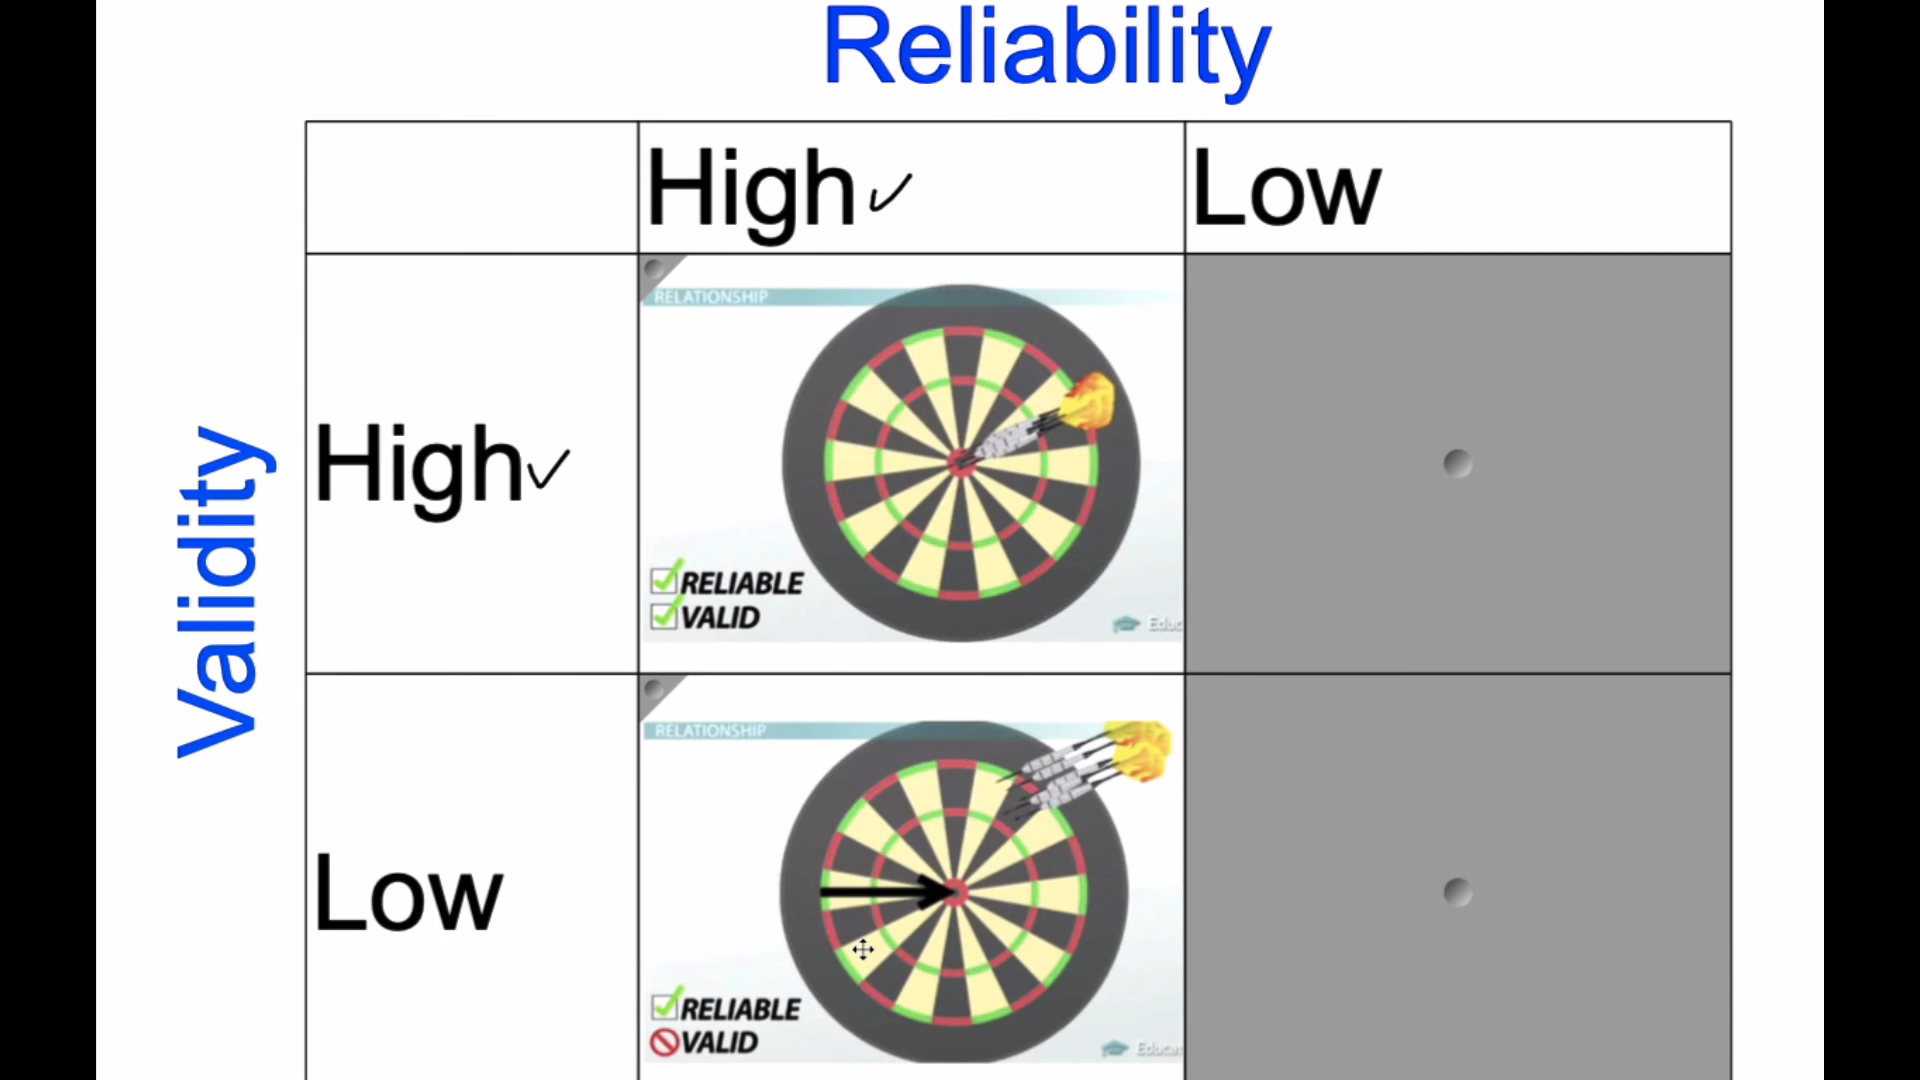 Reliability
High✓ Low
Validity
High✓
RELATIONSHIP
RELIABLE
VALID
Low
RELATIONSHIP
RELIABLE
VALID